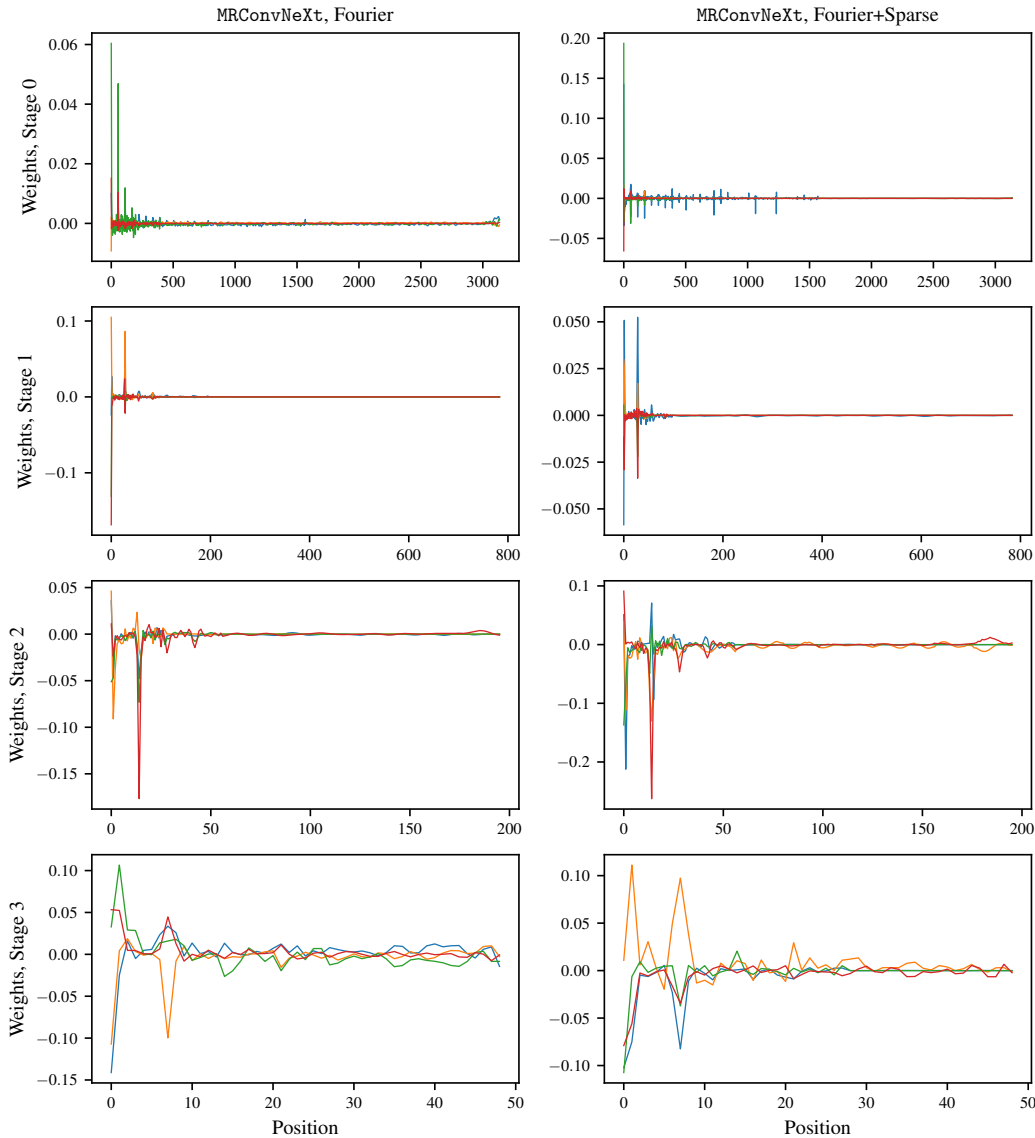 MRConvNeXt, Fourier
MRConvNeXt, Fourier+Sparse
Weights, Stage 0
0.06
0.04
0.02
0.00
0 500 1000 1500 2000 2500 3000
0.20
0.15
0.10
0.05
0.00
−0.05
0 500 1000 1500 2000 2500 3000
Weights, Stage 1
0.1
0.0
−0.1
0 200 400 600 800
0.050
0.025
0.000
−0.025
−0.050
0 200 400 600 800
Weights, Stage 2
0.05
0.00
−0.05
−0.10
−0.15
0 50 100 150 200
0.1
0.0
−0.1
−0.2
0 50 100 150 200
Weights, Stage 3
0.10
0.05
0.00
−0.05
−0.10
−0.15
0 10 20 30 40 50
Position
0.10
0.05
0.00
−0.05
−0.10
0 10 20 30 40 50
Position